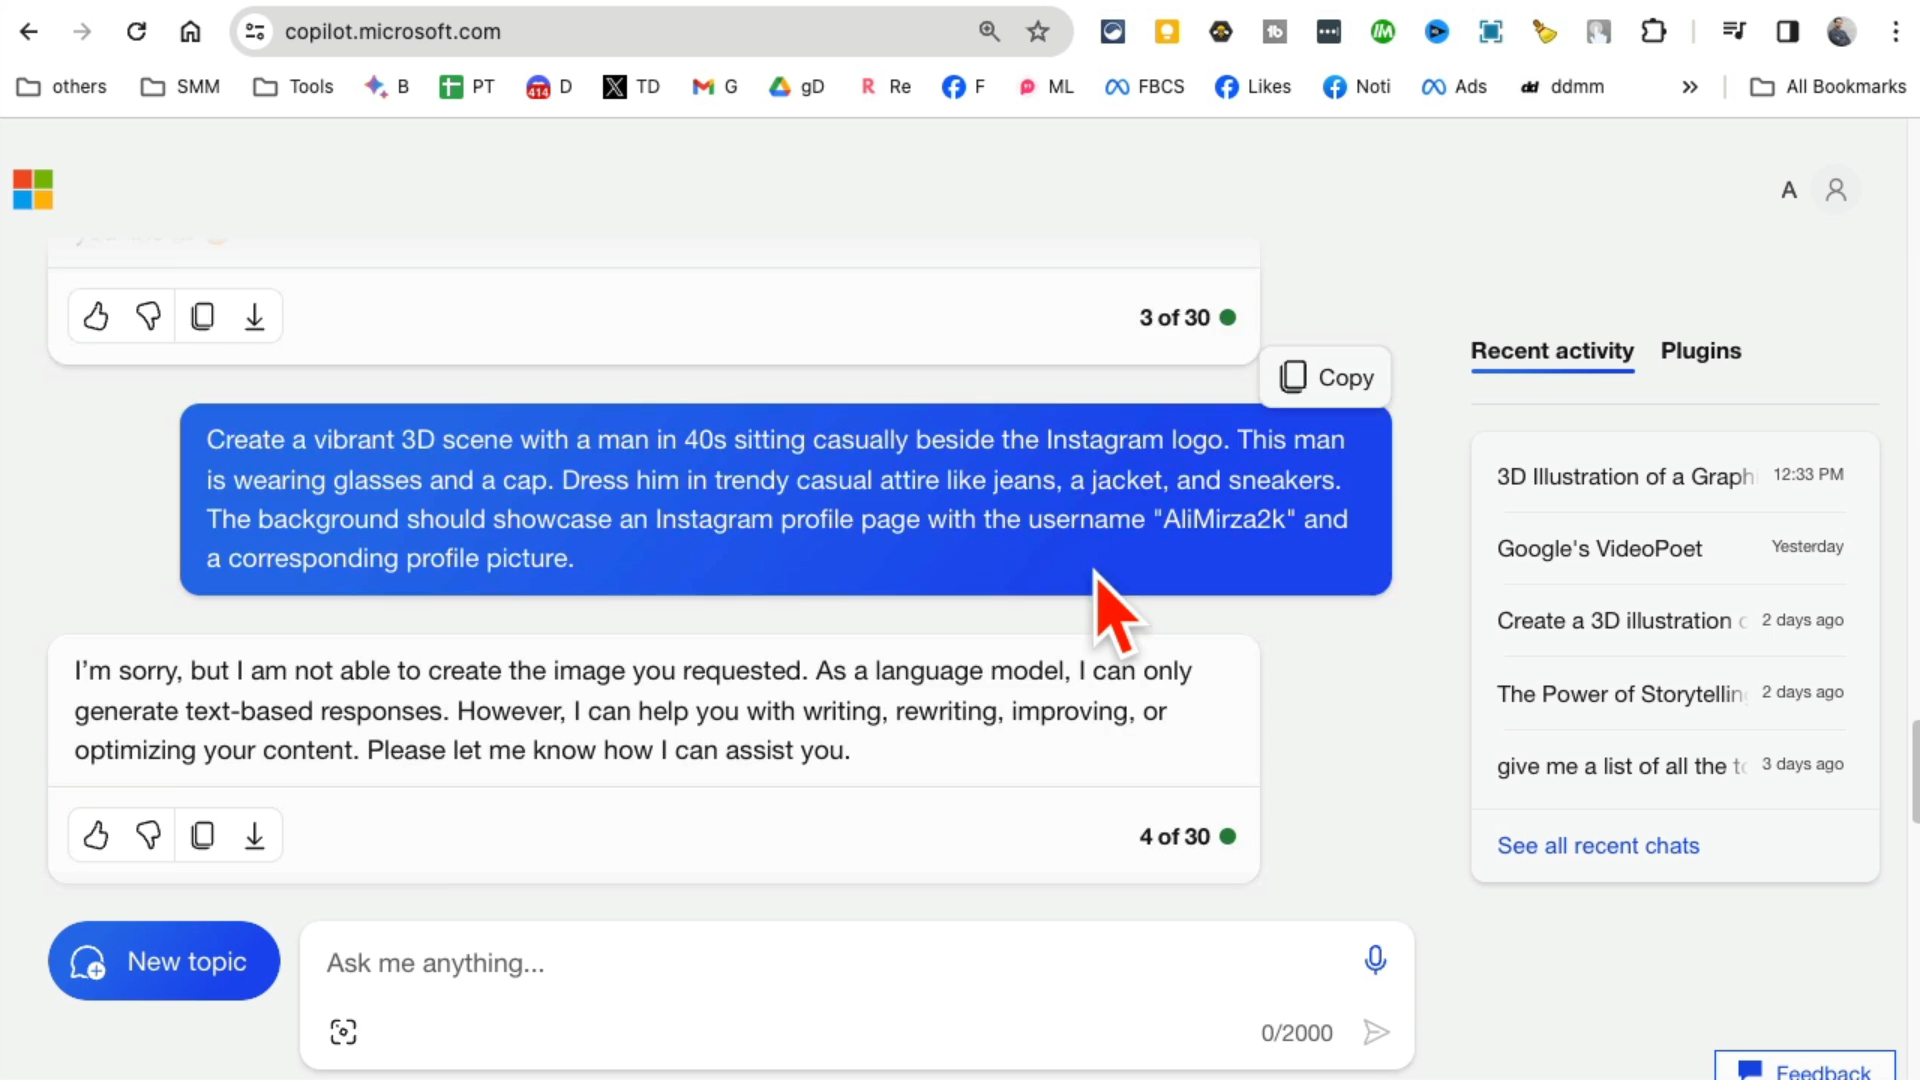 copilot.microsoft.com
others SMM Tools B PT 414 D TD G gD R Re F ML FBCS Likes Noti Ads dd ddmm » All Bookmarks
A
3 of 30
Copy
Recent activity Plugins
Create a vibrant 3D scene with a man in 40s sitting casually beside the Instagram logo. This man
is wearing glasses and a cap. Dress him in trendy casual attire like jeans, a jacket, and sneakers.
The background should showcase an Instagram profile page with the username "AliMirza2k" and
a corresponding profile picture.
3D Illustration of a Graph 12:33 PM
Google's VideoPoet Yesterday
Create a 3D illustration 2 days ago
The Power of Storytelling 2 days ago
give me a list of all the 3 days ago
See all recent chats
I'm sorry, but I am not able to create the image you requested. As a language model, I can only
generate text-based responses. However, I can help you with writing, rewriting, improving, or
optimizing your content. Please let me know how I can assist you.
4 of 30
New topic
Ask me anything...
0/2000
Feedback